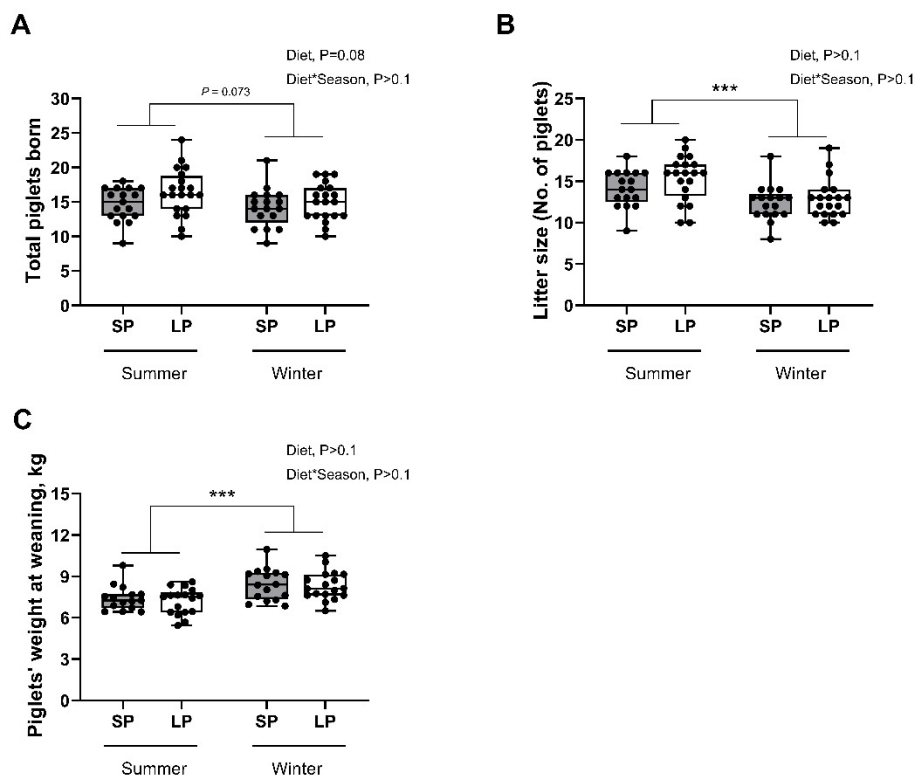 A
Diet, P=0.08
Diet*Season, P>0.1
P = 0.073
Total piglets born
30
25
20
15
10
5
0
SP LP SP LP
Summer Winter
B
Diet, P>0.1
Diet*Season, P>0.1
***
Litter size (No. of piglets)
25
20
15
10
5
0
SP LP SP LP
Summer Winter
C
Diet, P>0.1
Diet*Season, P>0.1
***
Piglets' weight at weaning, kg
15
12
9
6
3
0
SP LP SP LP
Summer Winter